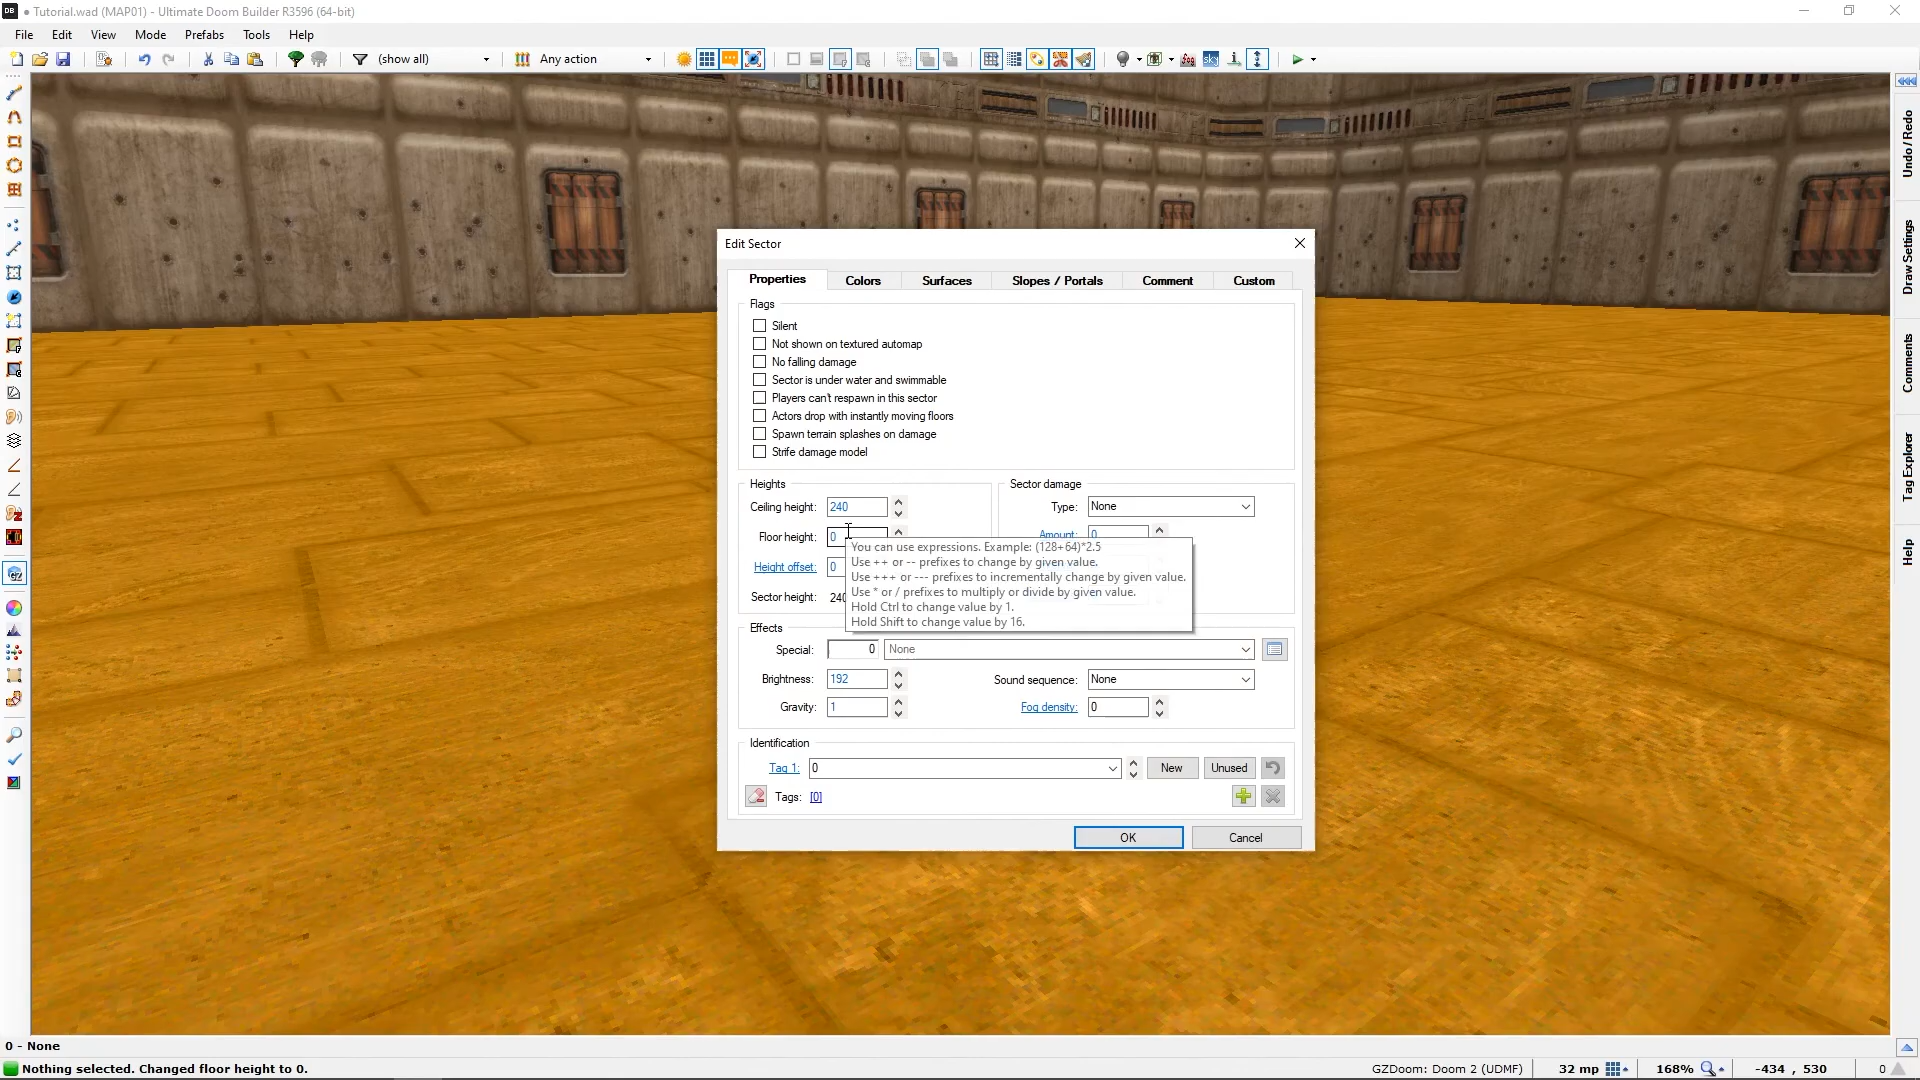 Tutorial.wad (MAP01) - Ultimate Doom Builder R3596 (64-bit)
File Edit View Mode Prefabs Tools Help
(show all)
Any action
Undo / Redo
Draw Settings
Comments
Tag Explorer
Help
Edit Sector
Properties Colors Surfaces Slopes / Portals Comment Custom
Flags
Silent
Not shown on textured automap
No falling damage
Sector is under water and swimmable
Players can't respawn in this sector
Actors drop with instantly moving floors
Spawn terrain splashes on damage
Strife damage model
Heights
Ceiling height: 240
Floor height: 0
Height offset: 0
Sector height: 240
Sector damage
Type: None
Amount: 0
You can use expressions. Example: (128+64)*2.5
Use ++ or -- prefixes to change by given value.
Use +++ or --- prefixes to incrementally change by given value.
Use * or / prefixes to multiply or divide by given value.
Hold Ctrl to change value by 1.
Hold Shift to change value by 16.
Effects
Special: 0 None
Brightness: 192
Sound sequence: None
Gravity: 1
Fog density: 0
Identification
Tag 1: 0 New Unused
Tags: [0]
OK Cancel
0 - None
Nothing selected. Changed floor height to 0.
GZDoom: Doom 2 (UDMF) 32 mp 168% -434 , 530 0